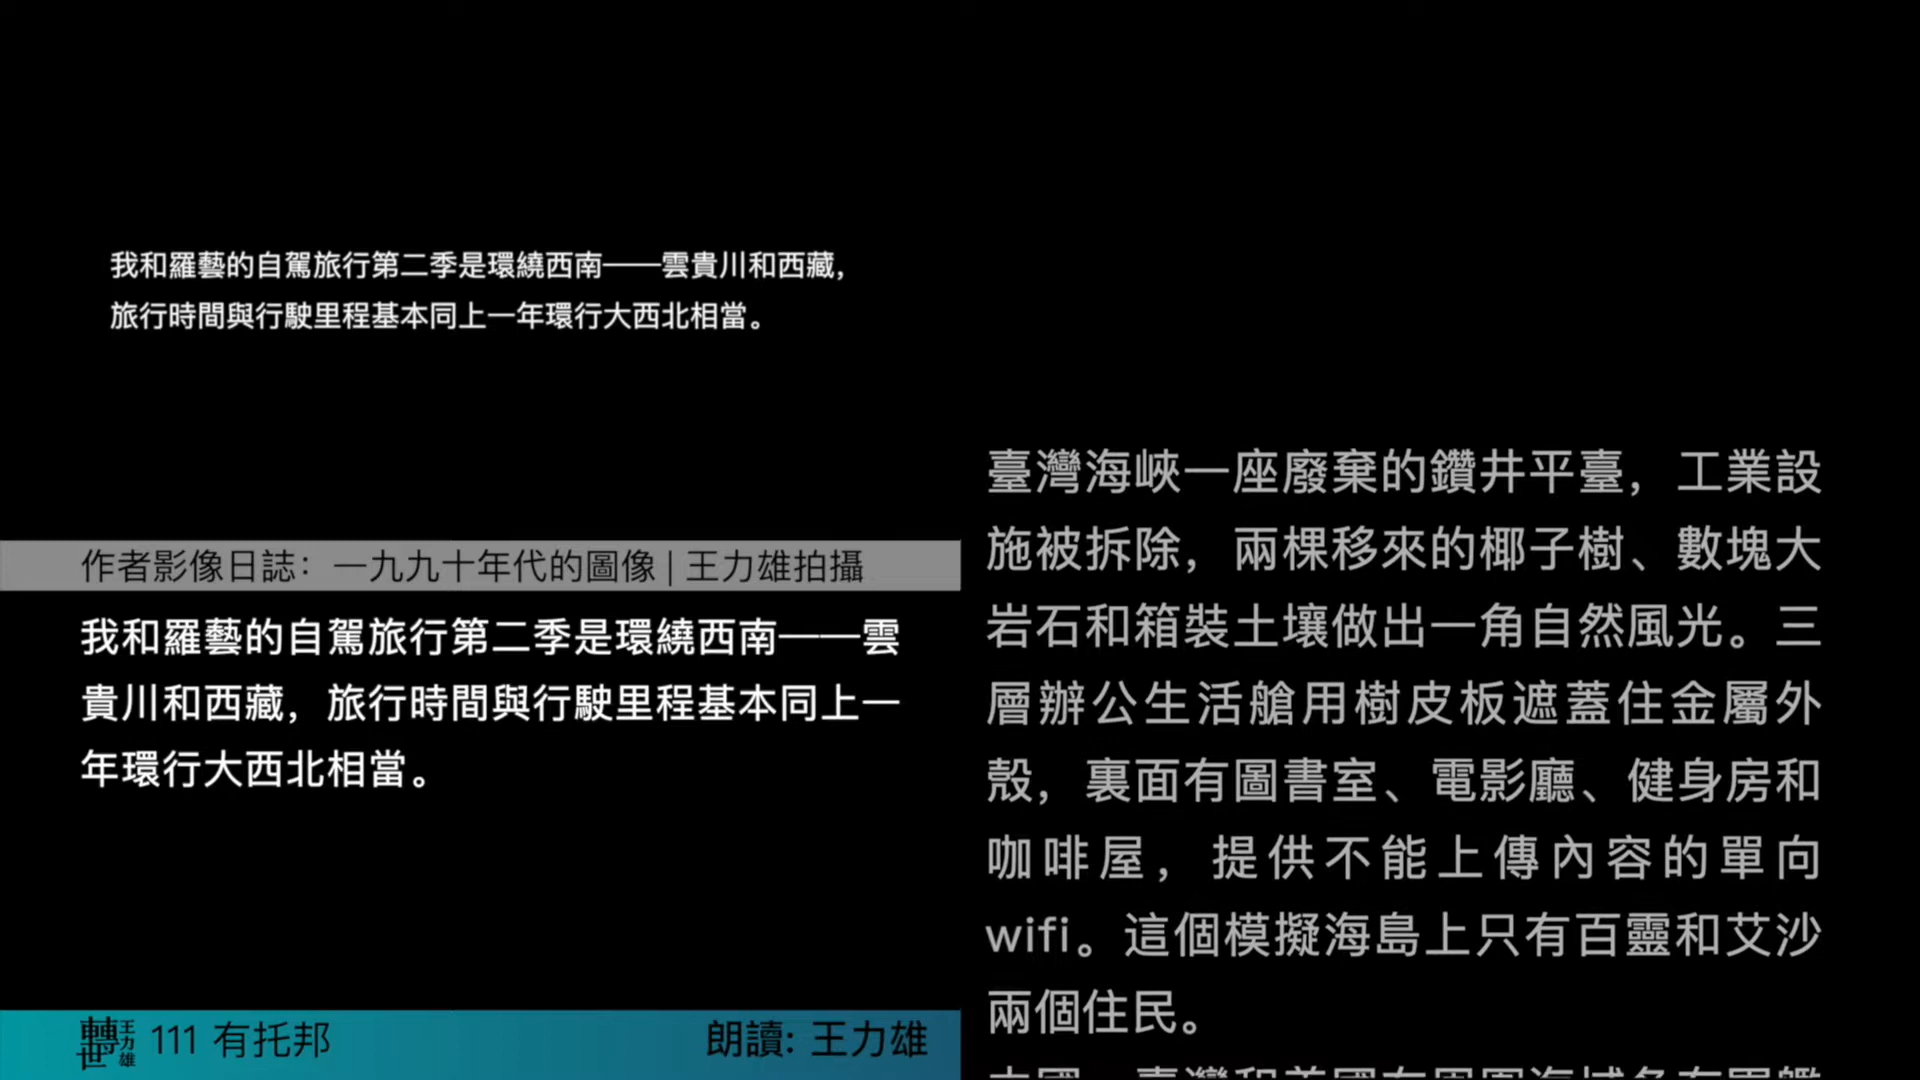 我和羅藝的自駕旅行第二季是環繞西南——雲貴川和西藏，
旅行時間與行駛里程基本同上一年環行大西北相當。
作者影像日誌：一九九十年代的圖像 | 王力雄拍攝
我和羅藝的自駕旅行第二季是環繞西南——雲
貴川和西藏，旅行時間與行駛里程基本同上一
年環行大西北相當。
轉世 王力雄 111 有托邦 朗讀: 王力雄
臺灣海峽一座廢棄的鑽井平臺，工業設
施被拆除，兩棵移來的椰子樹、數塊大
岩石和箱裝土壤做出一角自然風光。三
層辦公生活艙用樹皮板遮蓋住金屬外
殼，裏面有圖書室、電影廳、健身房和
咖啡屋，提供不能上傳內容的單向
wifi。這個模擬海島上只有百靈和艾沙
兩個住民。